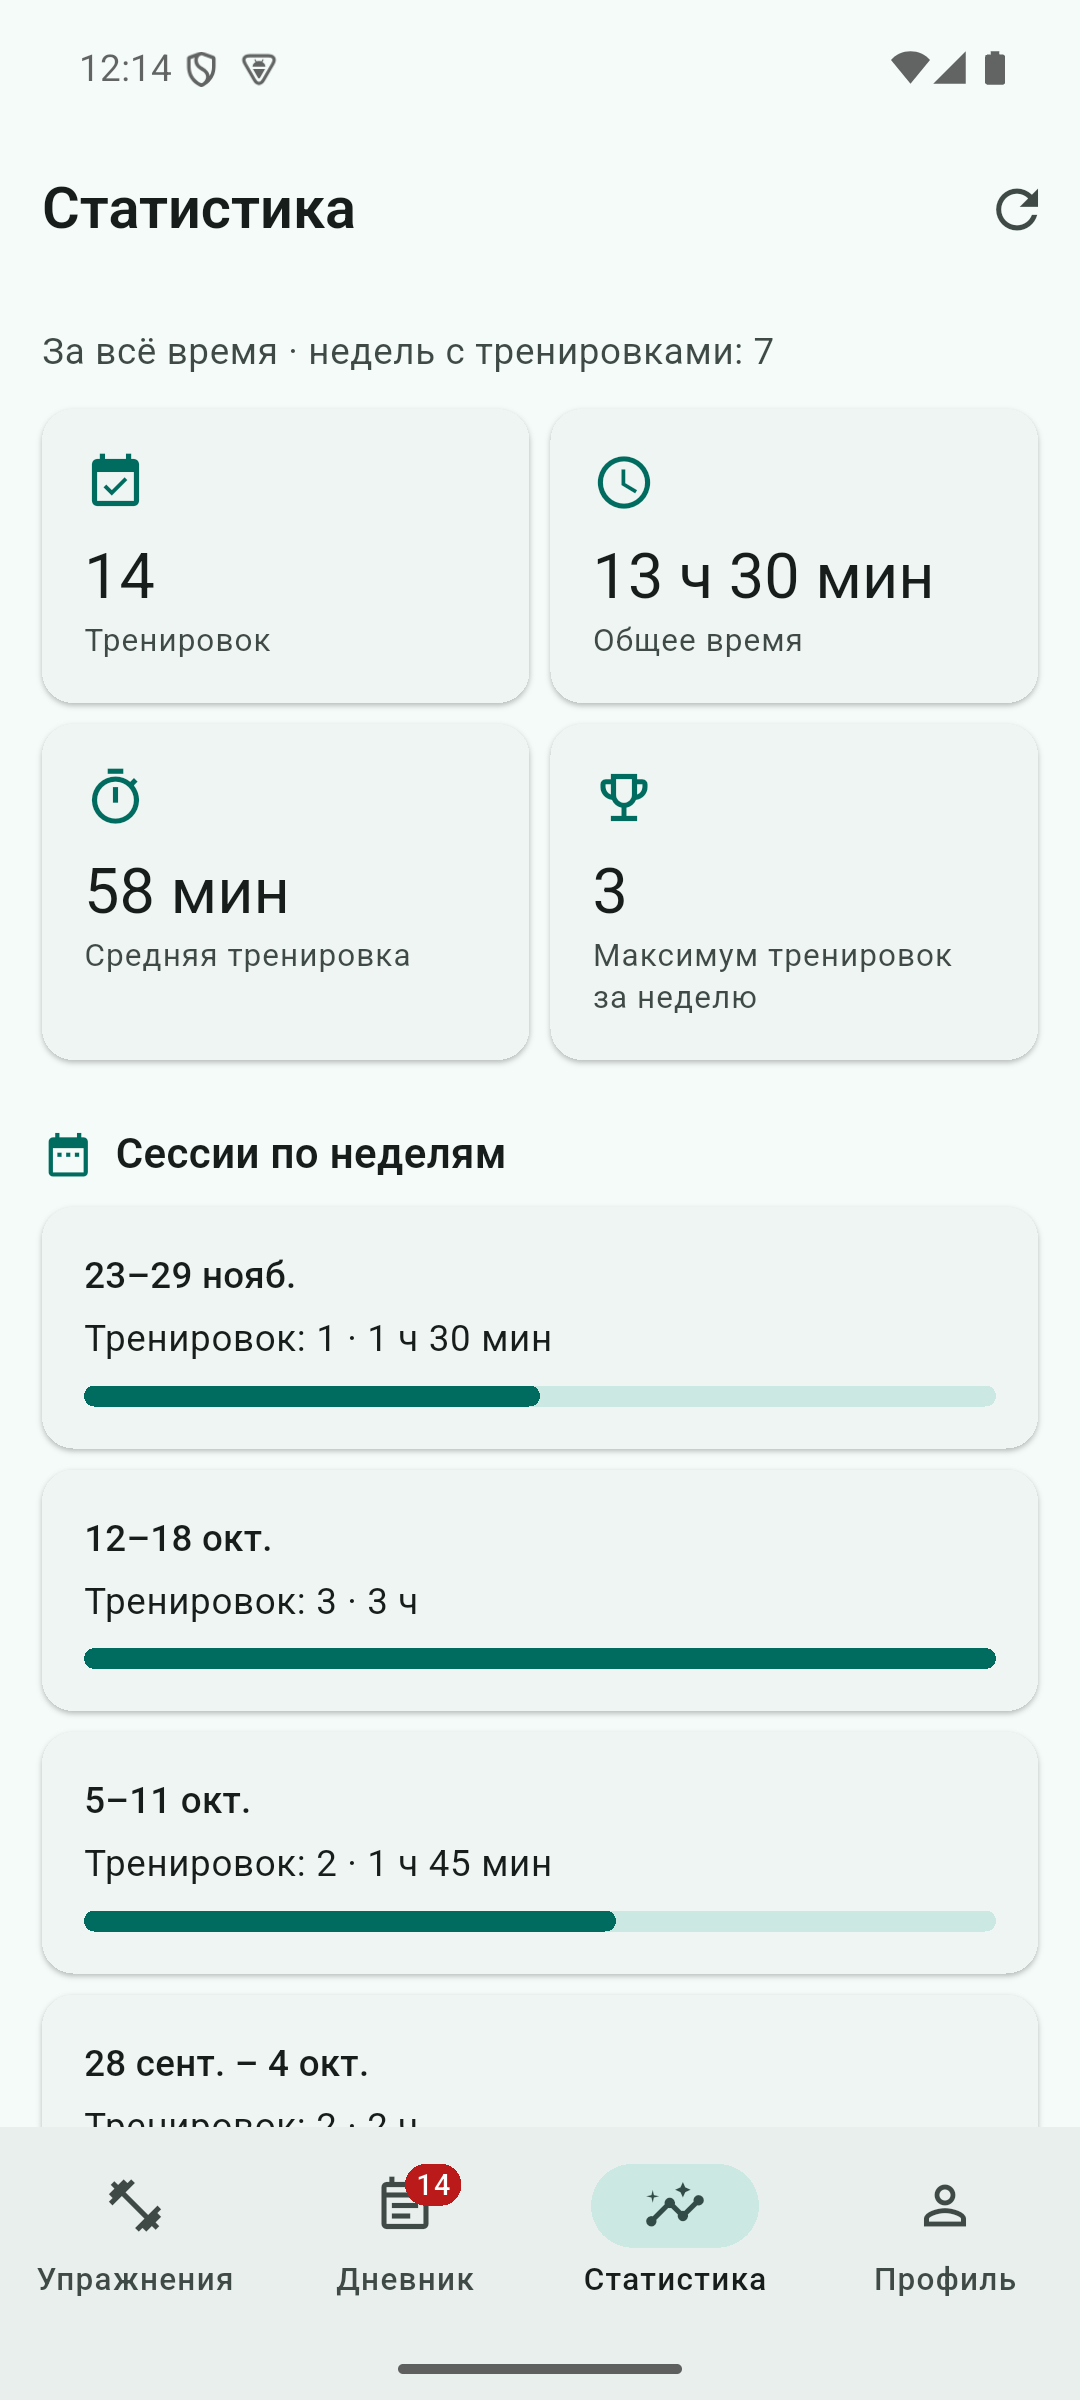 12:14
Статистика
За всё время · недель с тренировками: 7
14
Тренировок
13 ч 30 мин
Общее время
58 мин
Средняя тренировка
3
Максимум тренировок
за неделю
Сессии по неделям
23–29 нояб.
Тренировок: 1 · 1 ч 30 мин
12–18 окт.
Тренировок: 3 · 3 ч
5–11 окт.
Тренировок: 2 · 1 ч 45 мин
28 сент. – 4 окт.
Тренировок: 2 · 2 ч
14
Упражнения
Дневник
Статистика
Профиль